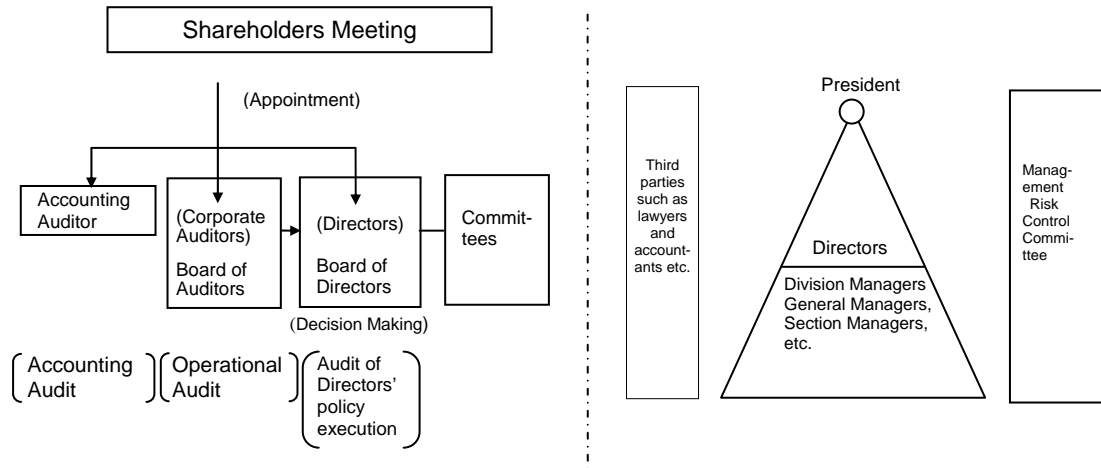 Shareholders Meeting
(Appointment)
Accounting
Auditor
(Corporate
Auditors)
Board of
Auditors
(Directors)
Board of
Directors
Commit-
tees
(Decision Making)
Accounting
Audit
Operational
Audit
Audit of
Directors’
policy
execution
President
Third
parties
such as
lawyers
and
account-
ants etc.
Directors
Division Managers
General Managers,
Section Managers,
etc.
Manag-
ement
Risk
Control
Commi-
ttee